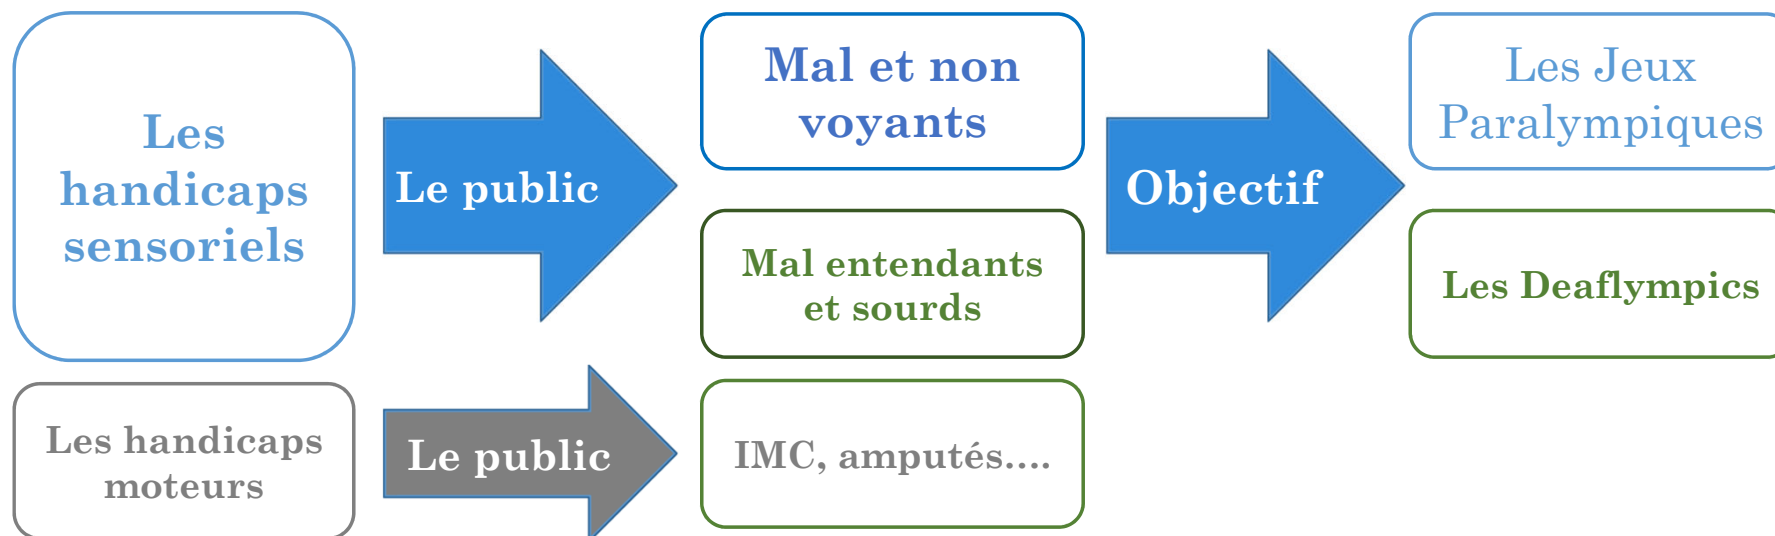 Les
handicaps
sensoriels
Le public
Mal et non
voyants
Mal entendants
et sourds
Objectif
Les Jeux
Paralympiques
Les Deaflympics
Les handicaps
moteurs
Le public
IMC, amputés....